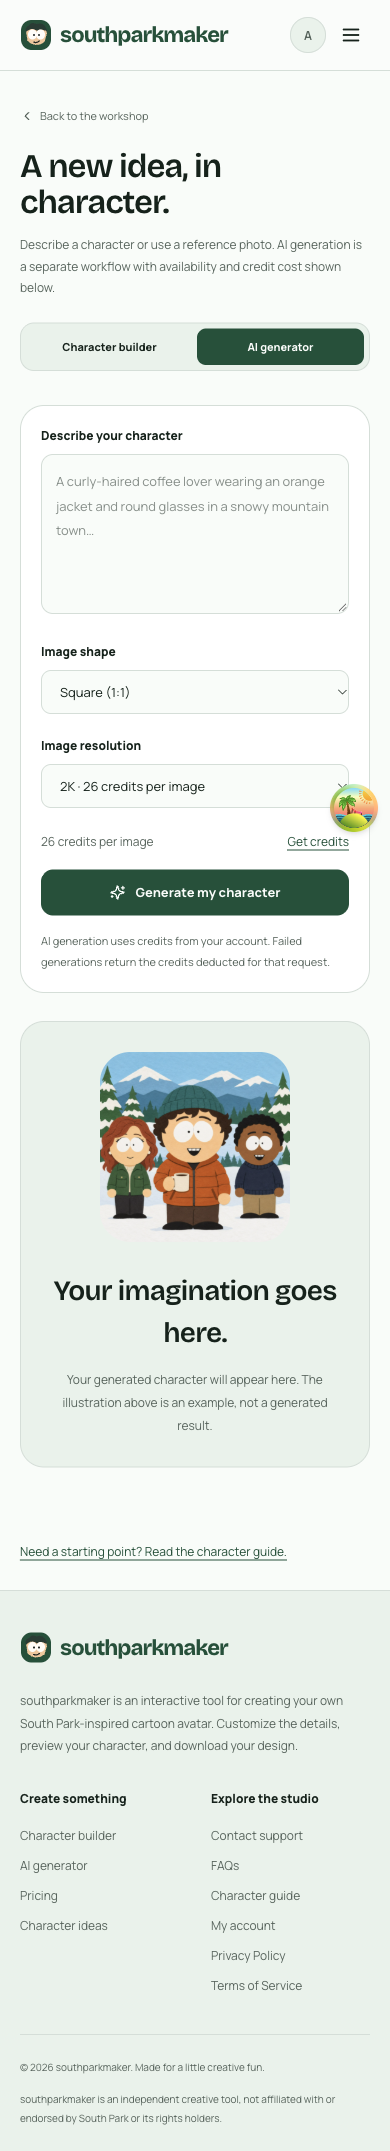 southparkmaker
A
Back to the workshop
A new idea, in
character.
Describe a character or use a reference photo. AI generation is
a separate workflow with availability and credit cost shown
below.
Character builder
AI generator
Describe your character
A curly-haired coffee lover wearing an orange
jacket and round glasses in a snowy mountain
town…
Image shape
Square (1:1)
Image resolution
2K · 26 credits per image
26 credits per image
Get credits
Generate my character
AI generation uses credits from your account. Failed
generations return the credits deducted for that request.
Your imagination goes
here.
Your generated character will appear here. The
illustration above is an example, not a generated
result.
Need a starting point? Read the character guide.
southparkmaker
southparkmaker is an interactive tool for creating your own
South Park-inspired cartoon avatar. Customize the details,
preview your character, and download your design.
Create something
Character builder
AI generator
Pricing
Character ideas
Explore the studio
Contact support
FAQs
Character guide
My account
Privacy Policy
Terms of Service
© 2026 southparkmaker. Made for a little creative fun.
southparkmaker is an independent creative tool, not affiliated with or
endorsed by South Park or its rights holders.